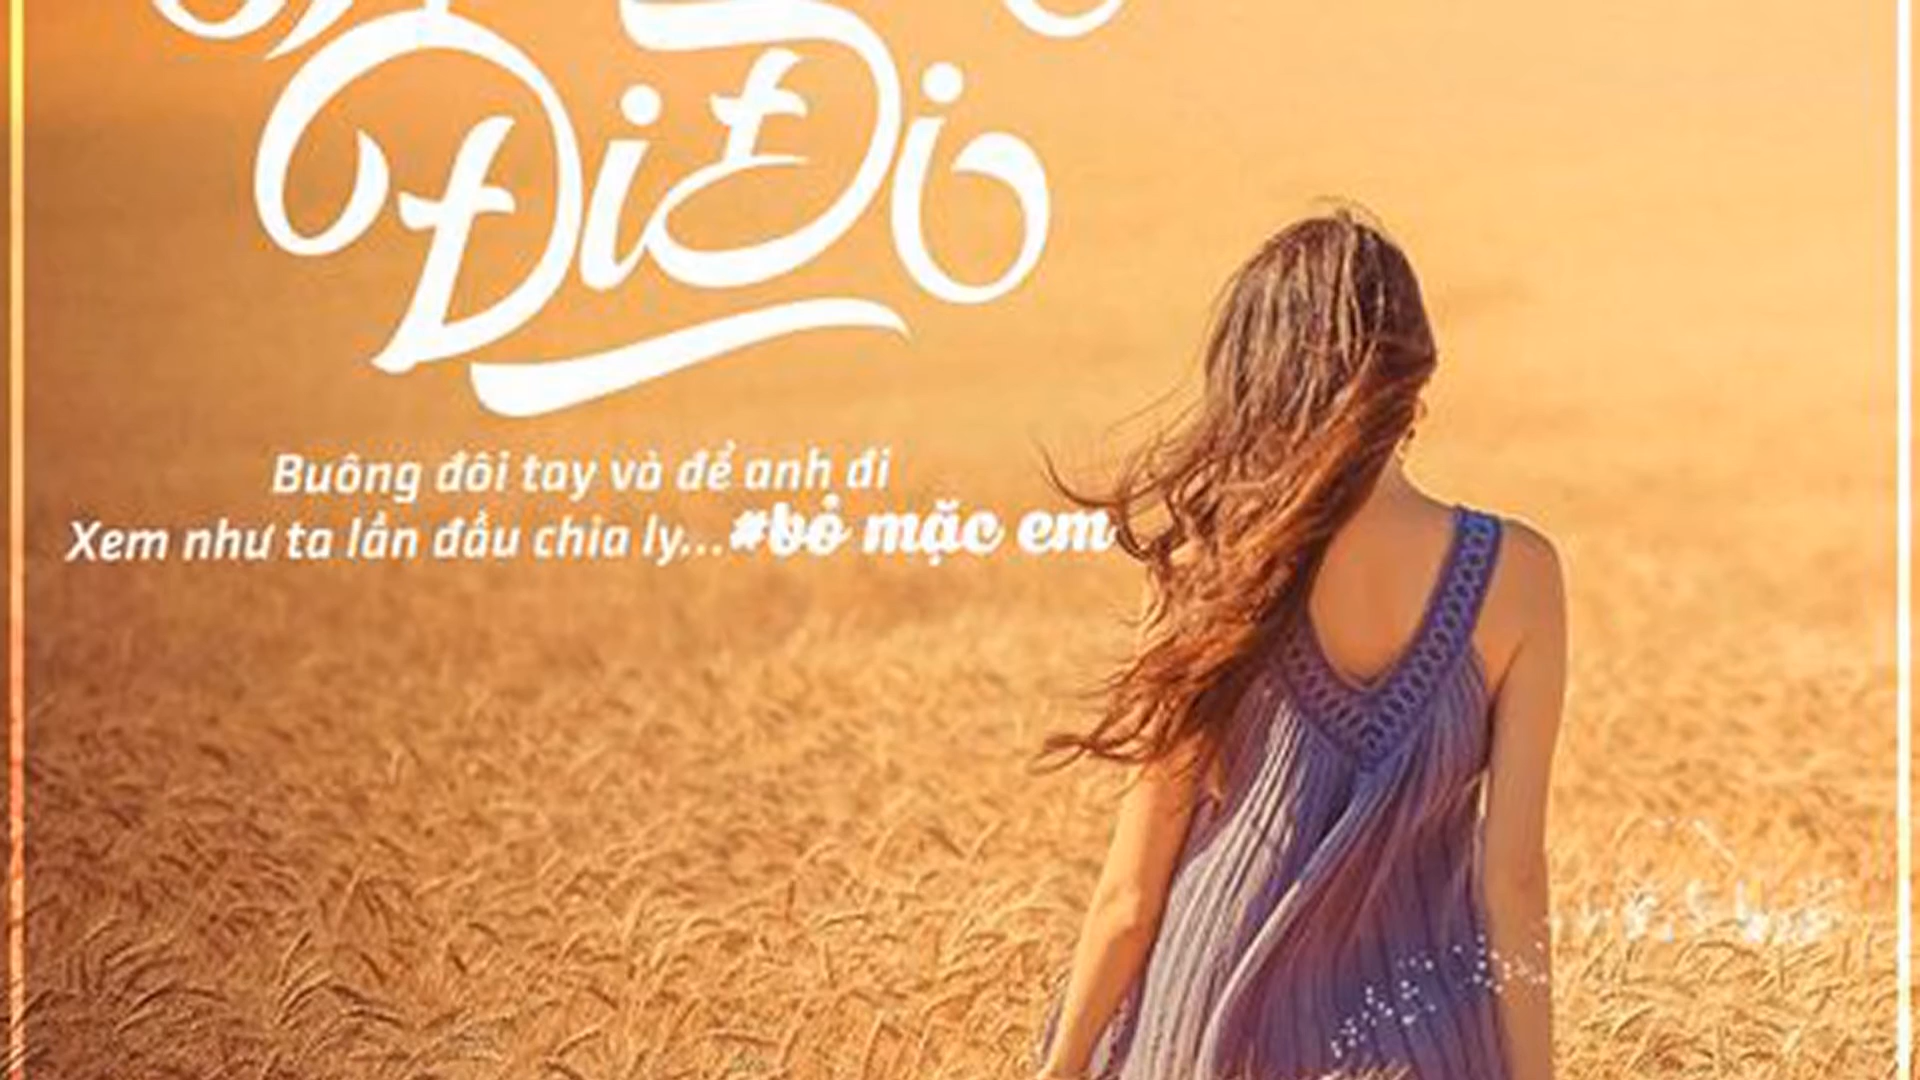 Đi Đi
Buông đôi tay và để anh đi
Xem như ta lần đầu chia ly...#bỏ mặc em